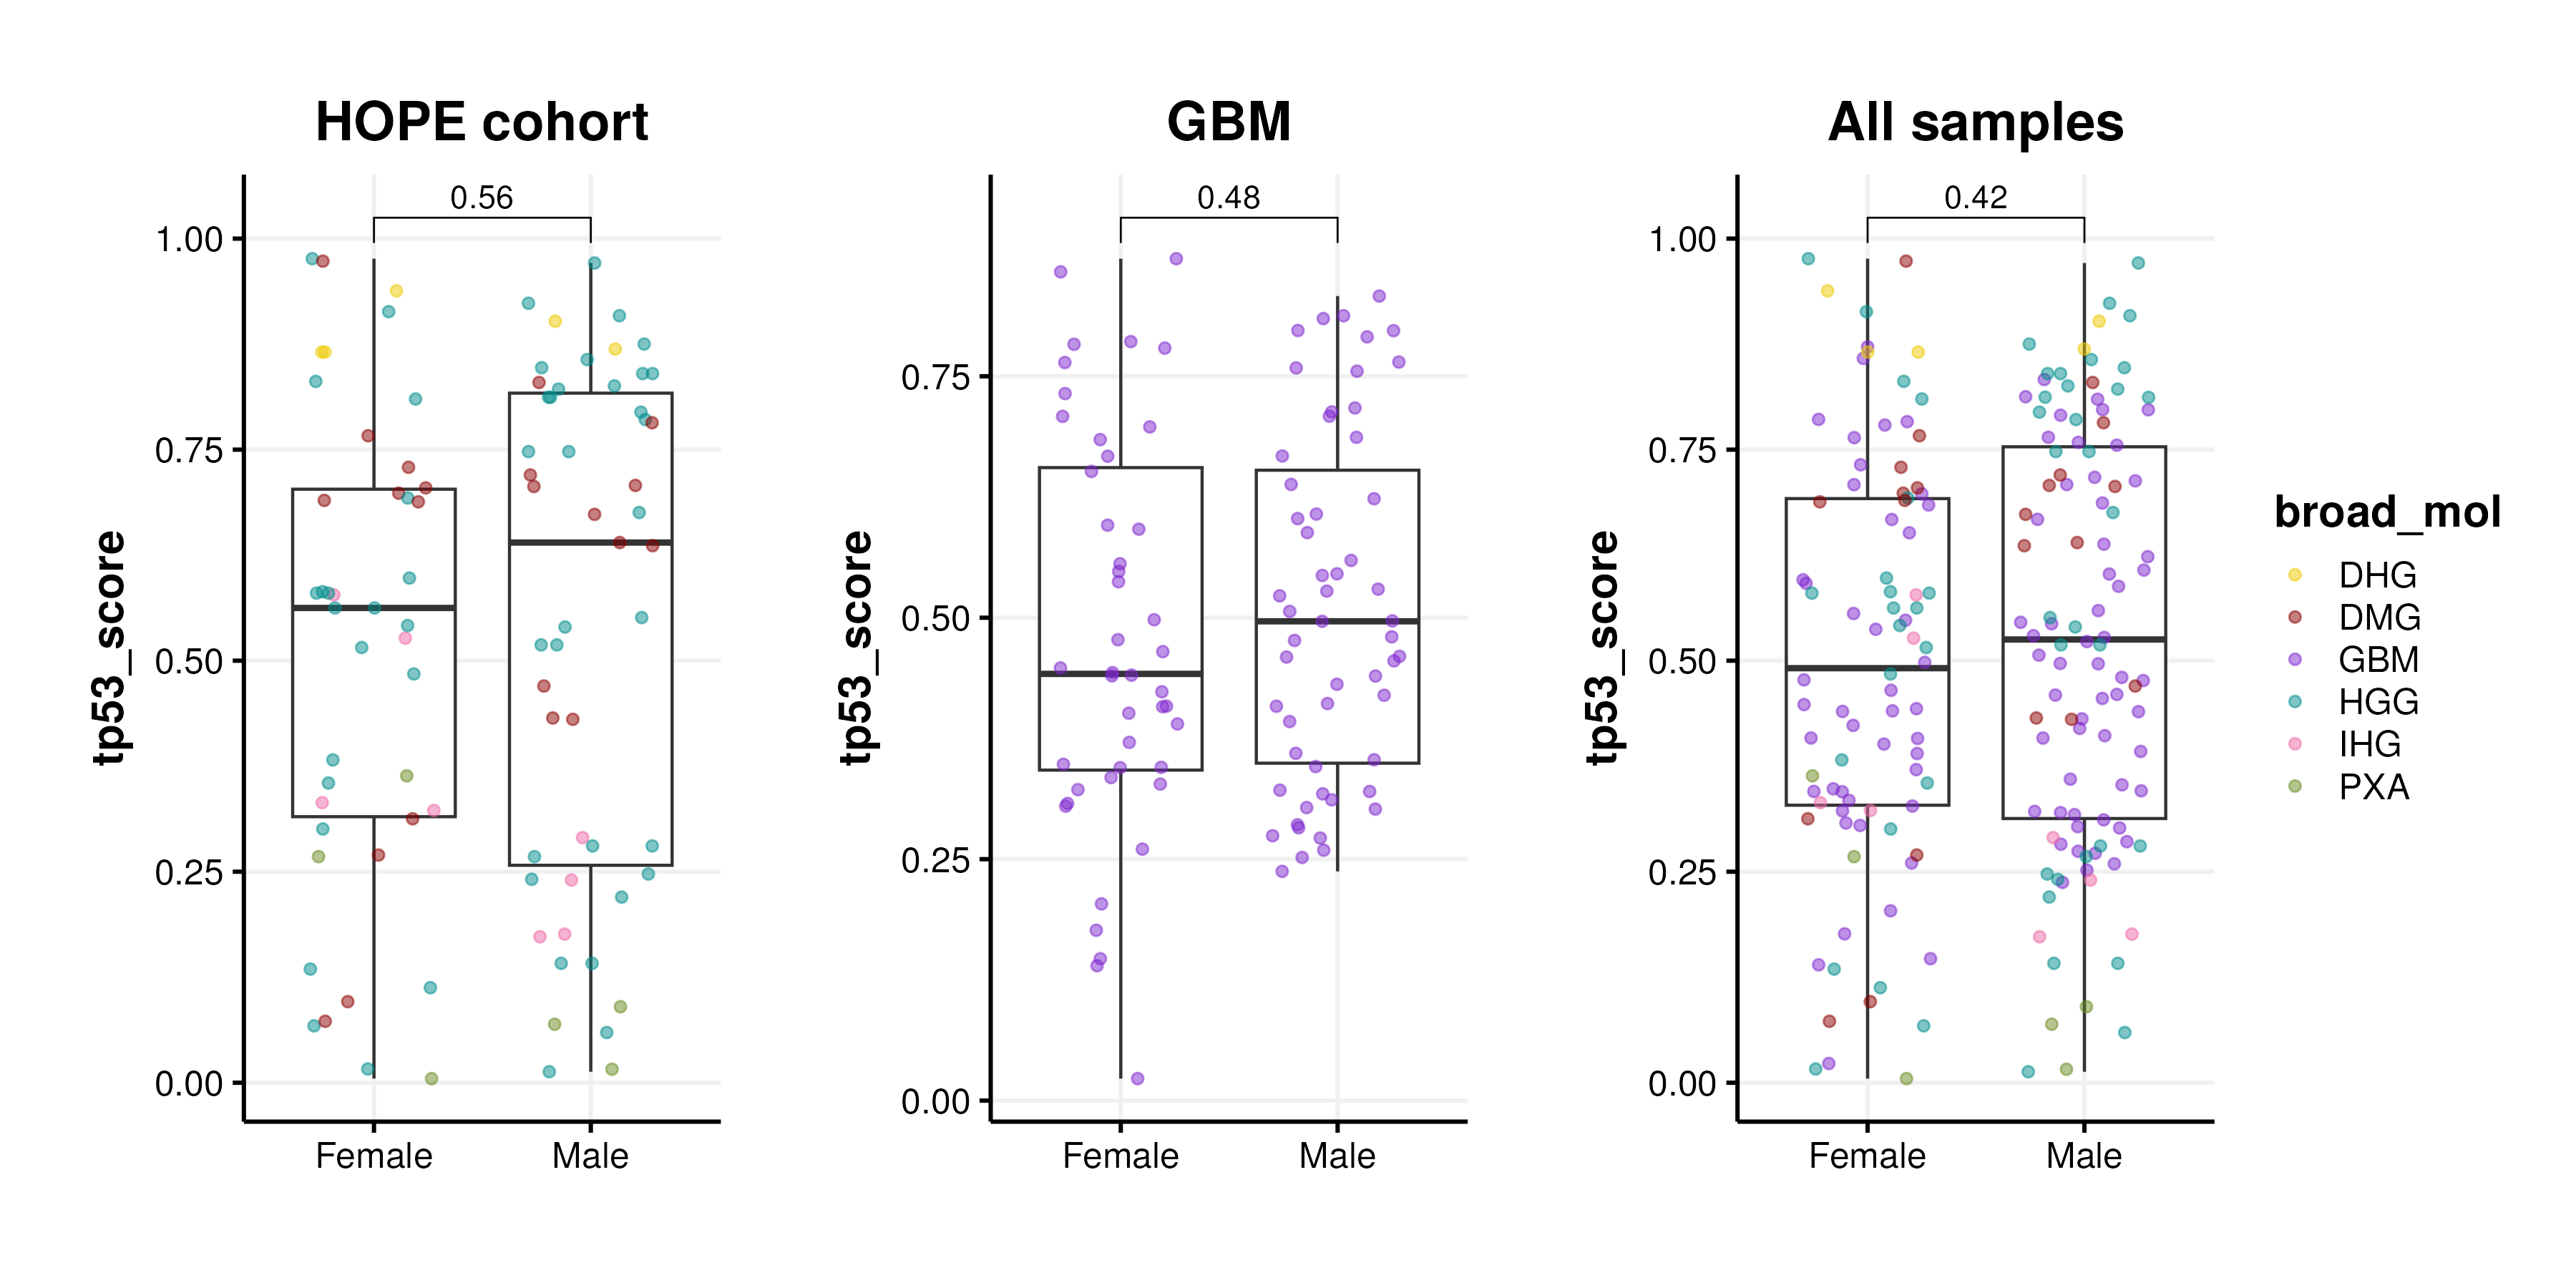 HOPE cohort
0.56
1.00
0.75
0.50
0.25
0.00
tp53_score
Female
Male
GBM
0.48
0.75
0.50
0.25
0.00
tp53_score
Female
Male
All samples
0.42
1.00
0.75
0.50
0.25
0.00
tp53_score
Female
Male
broad_mol
DHG
DMG
GBM
HGG
IHG
PXA